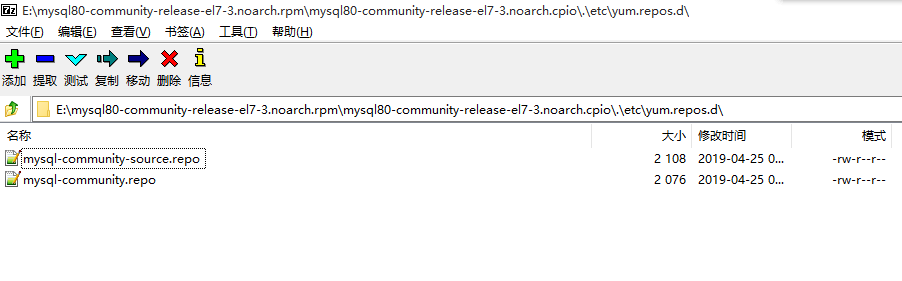 E:\mysql80-community-release-el7-3.noarch.rpm\mysql80-community-release-el7-3.noarch.cpio\.\etc\yum.repos.d\
文件(F) 编辑(E) 查看(V) 书签(A) 工具(T) 帮助(H)
添加 提取 测试 复制 移动 删除 信息
E:\mysql80-community-release-el7-3.noarch.rpm\mysql80-community-release-el7-3.noarch.cpio\.\etc\yum.repos.d\
名称 大小 修改时间 模式
mysql-community-source.repo 2 108 2019-04-25 0... -rw-r--r--
mysql-community.repo 2 076 2019-04-25 0... -rw-r--r--